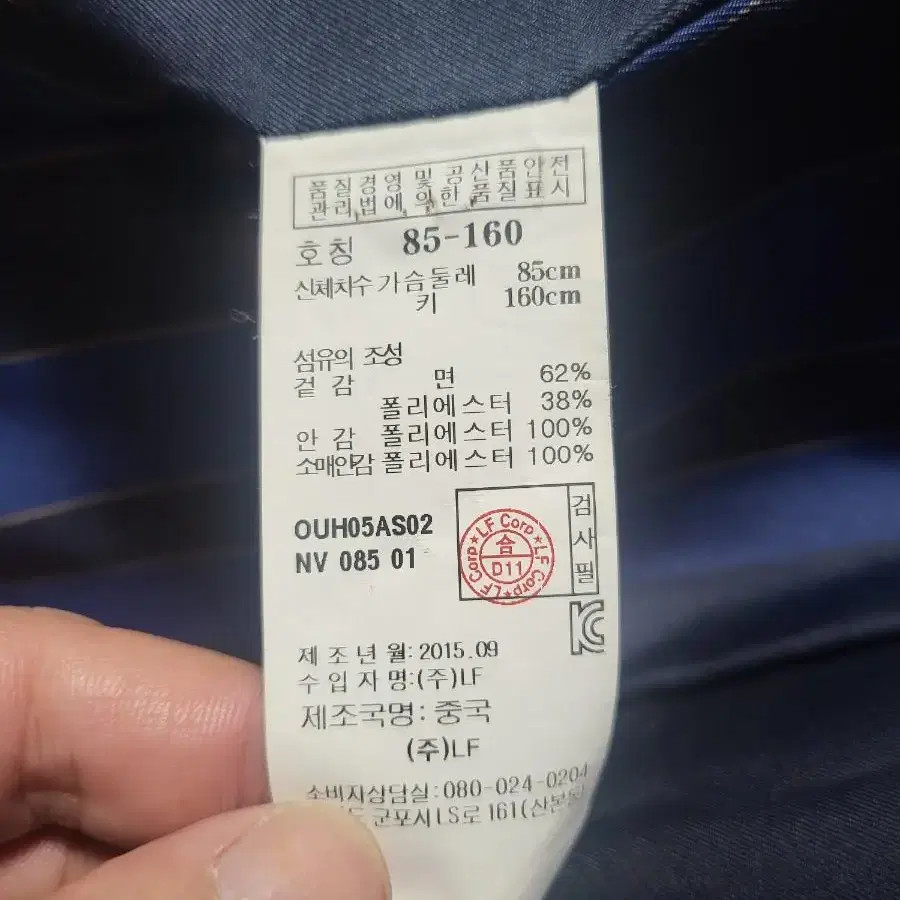 품질경영 및 공산품안전
관리법에 의한 품질표시
호칭 85-160
신체치수 가슴둘레 85cm
키 160cm
섬유의 조성
겉감 면 62%
폴리에스터 38%
안감 폴리에스터 100%
소매안감 폴리에스터 100%
OUH05AS02
NV 085 01
LF Corp★LF Corp★LF Corp★
合
D11
검사필
KC
제조년월: 2015.09
수입자명:(주)LF
제조국명: 중국
(주)LF
소비자상담실: 080-024-0204
군포시 LS로 161(산본동